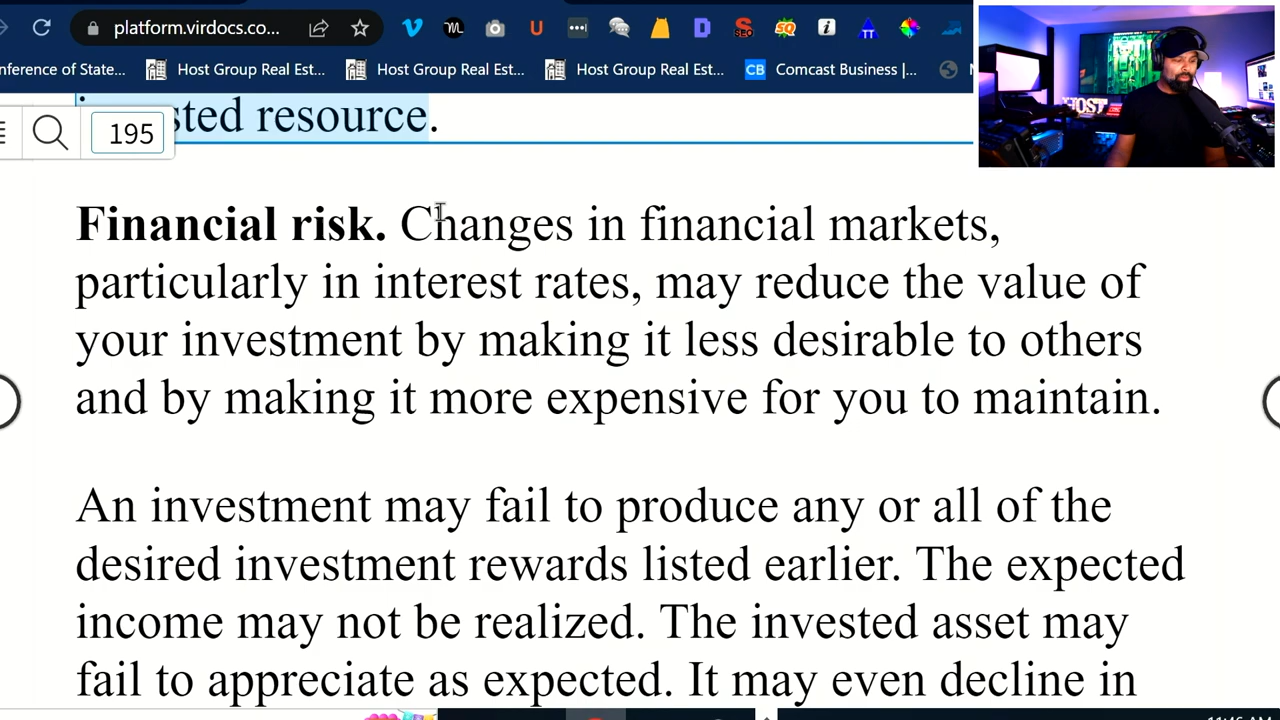 platform.virdocs.co...
nference of State... Host Group Real Est... Host Group Real Est... Host Group Real Est... CB Comcast Business |...
sted resource.
195
HOST
Financial risk. Changes in financial markets,
particularly in interest rates, may reduce the value of
your investment by making it less desirable to others
and by making it more expensive for you to maintain.
An investment may fail to produce any or all of the
desired investment rewards listed earlier. The expected
income may not be realized. The invested asset may
fail to appreciate as expected. It may even decline in